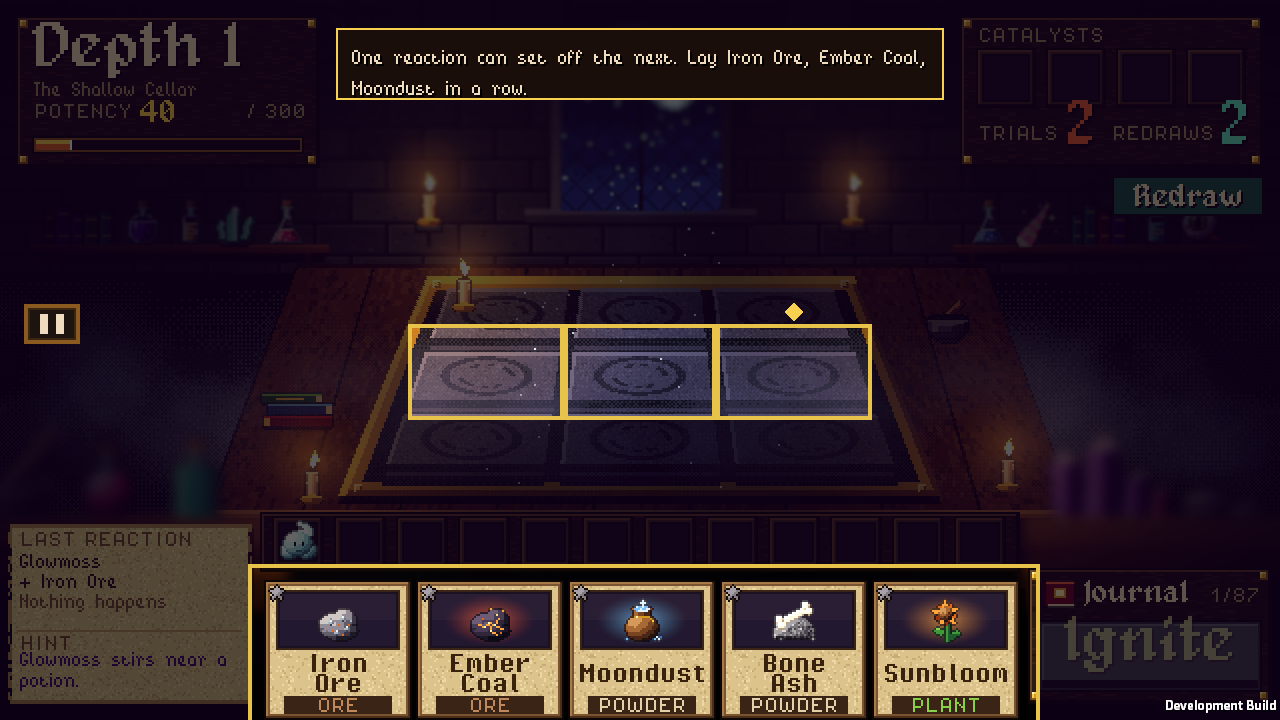 Depth 1
The Shallow Cellar
POTENCY 40 / 300
One reaction can set off the next. Lay Iron Ore, Ember Coal,
Moondust in a row.
CATALYSTS
TRIALS 2 REDRAWS 2
Redraw
LAST REACTION
Glowmoss
+ Iron Ore
Nothing happens
HINT
Glowmoss stirs near a
potion.
Iron
Ore
ORE
Ember
Coal
ORE
Moondust
POWDER
Bone
Ash
POWDER
Sunbloom
PLANT
Journal 1/87
Ignite
Development Build